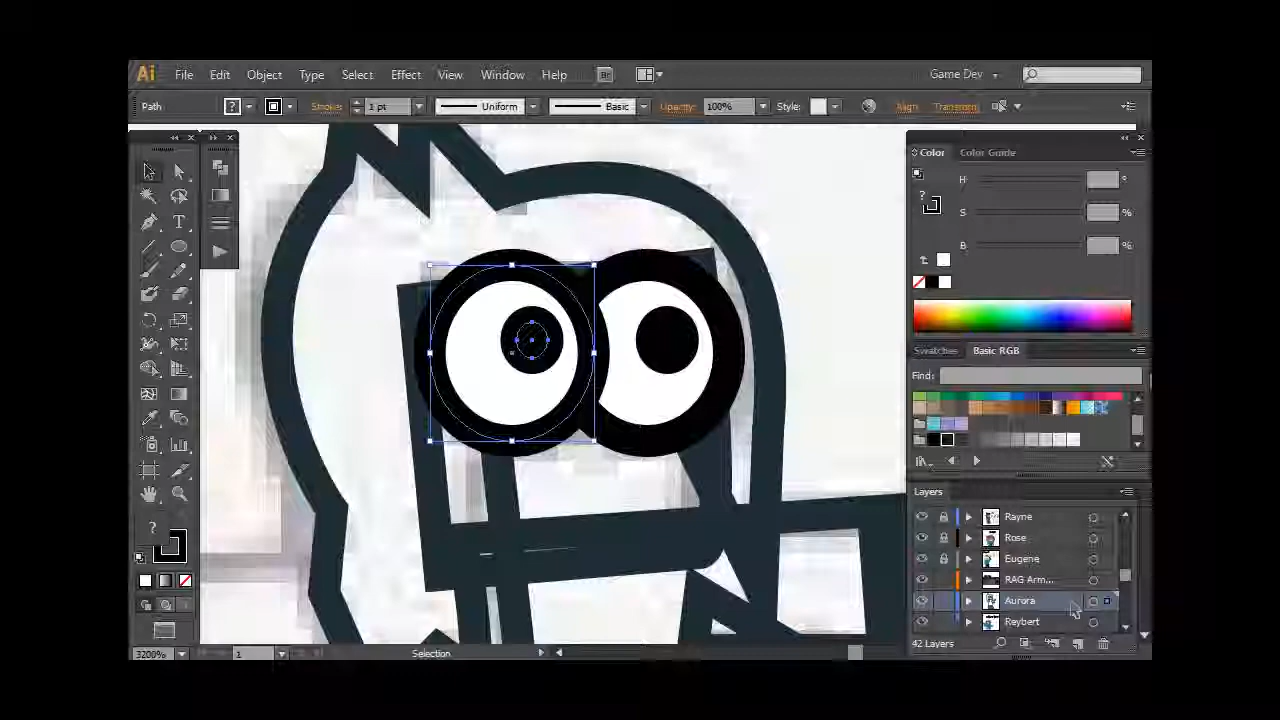 Ai File Edit Object Type Select Effect View Window Help Br Game Dev
Path ? Stroke: 1 pt Uniform Basic Opacity: 100% Style: Align Transform
Color Color Guide
H °
? S %
B %
Swatches Basic RGB
Find:
Layers
Rayne
Rose
Eugene
RAG Arm...
Aurora
Reybert
42 Layers
T
?
3200% 1 Selection